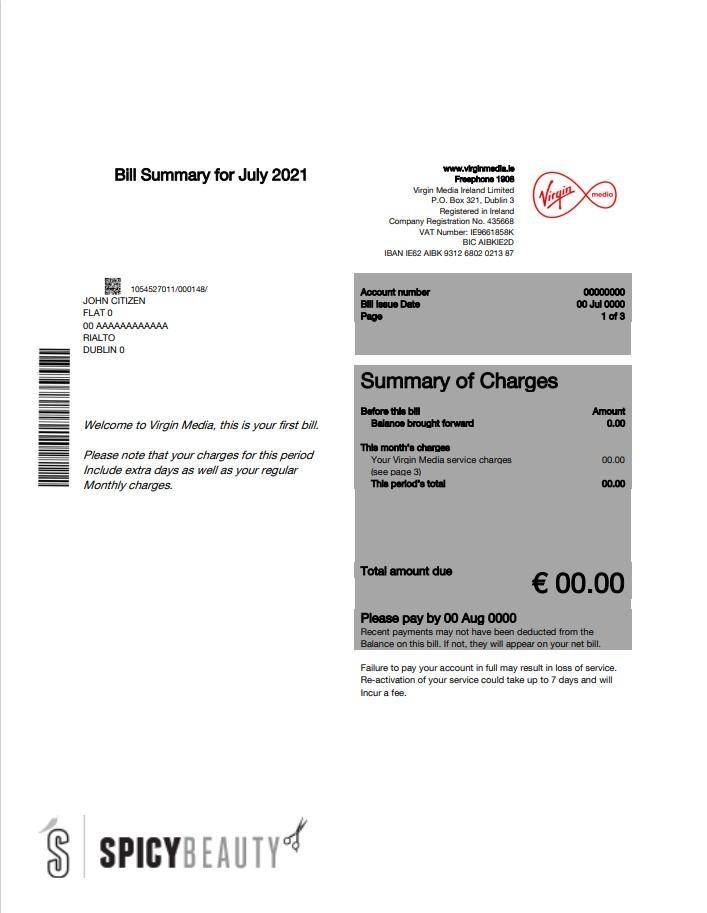 Bill Summary for July 2021
www.virginmedia.ie
Freephone 1908
Virgin Media Ireland Limited
P.O. Box 321, Dublin 3
Registered in Ireland
Company Registration No. 435668
VAT Number: IE9661858K
BIC AIBKIE2D
IBAN IE62 AIBK 9312 6802 0213 87
Virgin media
1054527011/000148/
JOHN CITIZEN
FLAT 0
00 AAAAAAAAAAAA
RIALTO
DUBLIN 0
Account number 00000000
Bill Issue Date 00 Jul 0000
Page 1 of 3
Welcome to Virgin Media, this is your first bill.
Please note that your charges for this period
Include extra days as well as your regular
Monthly charges.
Summary of Charges
Before this bill Amount
Balance brought forward 0.00
This month's charges
Your Virgin Media service charges 00.00
(see page 3)
This period's total 00.00
Total amount due € 00.00
Please pay by 00 Aug 0000
Recent payments may not have been deducted from the
Balance on this bill. If not, they will appear on your net bill.
Failure to pay your account in full may result in loss of service.
Re-activation of your service could take up to 7 days and will
Incur a fee.
S SPICYBEAUTY